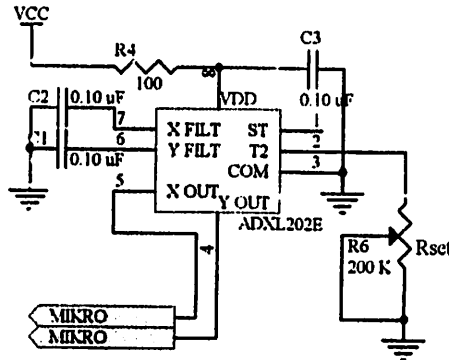 VCC
R4
100
C3
0.10 uF
C2
0.10 uF
C1
0.10 uF
8
VDD
7
X FILT
ST
1
6
Y FILT
T2
2
COM
3
5
X OUT
Y OUT
4
ADXL202E
R6
200 K
Rset
MIKRO
MIKRO